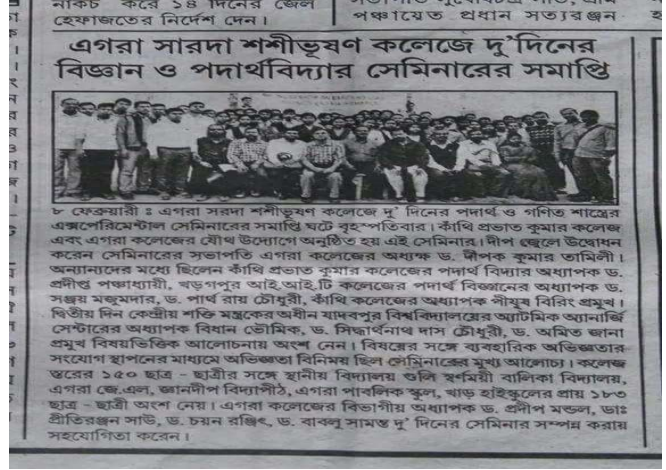 নাকচ করে ১৪ দিনের জেল
হেফাজতের নির্দেশ দেন।
পঞ্চায়েত প্রধান সত্যরঞ্জন
এগরা সারদা শশীভূষণ কলেজে দু'দিনের
বিজ্ঞান ও পদার্থবিদ্যার সেমিনারের সমাপ্তি
৮ ফেব্রুয়ারী : এগরা সরদা শশীভূষণ কলেজে দু' দিনের পদার্থ ও গণিত শাস্ত্রের
এক্সপেরিমেন্টাল সেমিনারের সমাপ্তি ঘটে বৃহস্পতিবার। কাঁথি প্রভাত কুমার কলেজ
এবং এগরা কলেজের যৌথ উদ্যোগে অনুষ্ঠিত হয় এই সেমিনার। দীপ জেলে উদ্বোধন
করেন সেমিনারের সভাপতি এগরা কলেজের অধ্যক্ষ ড. দীপক কুমার তামিলী।
অন্যান্যদের মধ্যে ছিলেন কাঁথি প্রভাত কুমার কলেজের পদার্থ বিদ্যার অধ্যাপক ড.
প্রদীপ্ত পঞ্চাধ্যায়ী, খড়গপুর আই.আই.টি কলেজের পদার্থ বিজ্ঞানের অধ্যাপক ড.
সঞ্জয় মজুমদার, ড. পার্থ রায় চৌধুরী, কাঁথি কলেজের অধ্যাপক পীযুষ বিরিং প্রমুখ।
দ্বিতীয় দিন কেন্দ্রীয় শক্তি মন্ত্রকের অধীন যাদবপুর বিশ্ববিদ্যালয়ের অ্যাটমিক অ্যানার্জি
সেন্টারের অধ্যাপক বিধান ভৌমিক, ড. সিদ্ধার্থনাথ দাস চৌধুরী, ড. অমিত জানা
প্রমুখ বিষয়ভিত্তিক আলোচনায় অংশ নেন। বিষয়ের সঙ্গে ব্যবহারিক অভিজ্ঞতার
সংযোগ স্থাপনের মাধ্যমে অভিজ্ঞতা বিনিময় ছিল সেমিনারের মুখ্য আলোচ্য। কলেজ
স্তরের ১৫০ ছাত্র - ছাত্রীর সঙ্গে স্থানীয় বিদ্যালয় গুলি স্বর্ণময়ী বালিকা বিদ্যালয়,
এগরা জে.এল, জ্ঞানদীপ বিদ্যাপীঠ, এগরা পাবলিক স্কুল, খাড় হাইস্কুলের প্রায় ১৮৩
ছাত্র - ছাত্রী অংশ নেয়। এগরা কলেজের বিভাগীয় অধ্যাপক ড. প্রদীপ মন্ডল, ডাঃ
প্রীতিরঞ্জন সাউ, ড. চয়ন রঞ্জিৎ, ড. বাবলু সামন্ত দু' দিনের সেমিনার সম্পন্ন করায়
সহযোগিতা করেন।